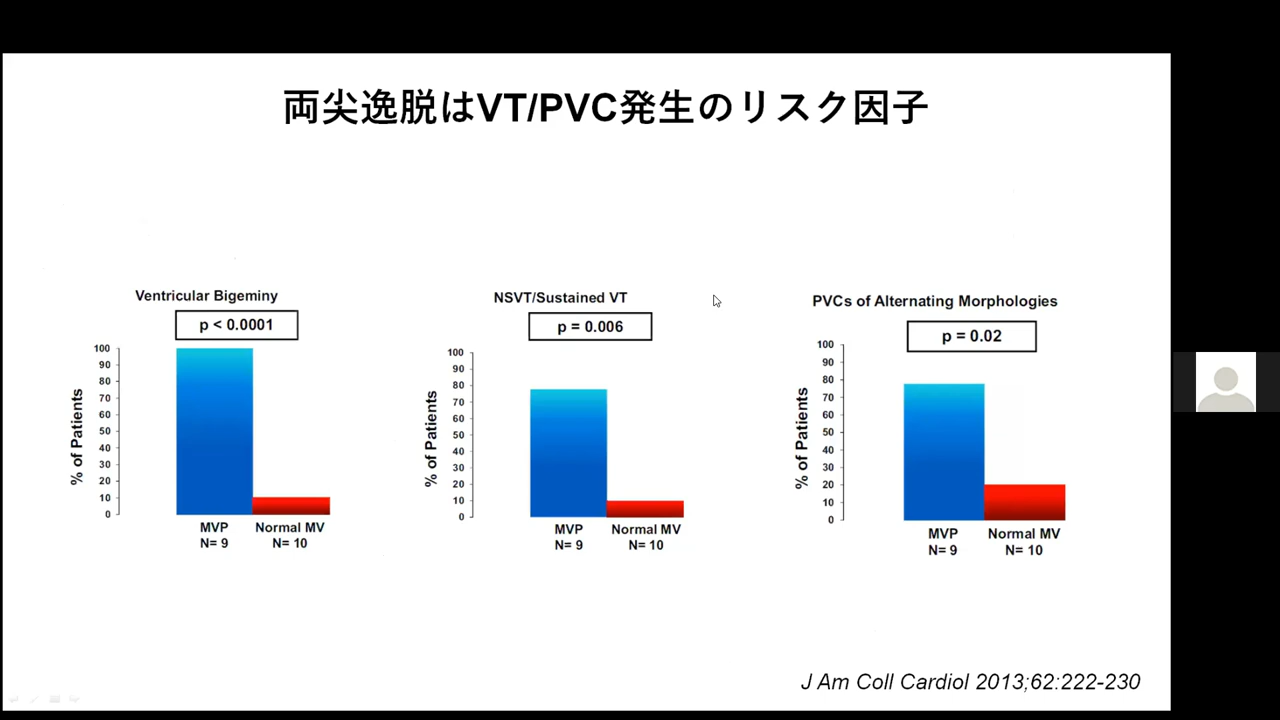 両尖逸脱はVT/PVC発生のリスク因子
Ventricular Bigeminy
p < 0.0001
% of Patients
100
90
80
70
60
50
40
30
20
10
0
MVP
N= 9
Normal MV
N= 10
NSVT/Sustained VT
p = 0.006
% of Patients
100
90
80
70
60
50
40
30
20
10
0
MVP
N= 9
Normal MV
N= 10
PVCs of Alternating Morphologies
p = 0.02
% of Patients
100
90
80
70
60
50
40
30
20
10
0
MVP
N= 9
Normal MV
N= 10
J Am Coll Cardiol 2013;62:222-230